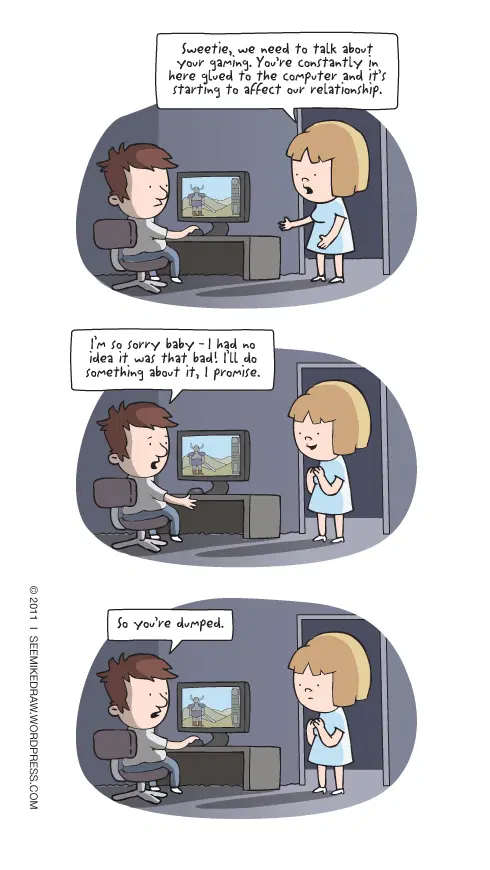 Sweetie, we need to talk about
your gaming. You're constantly in
here glued to the computer and it's
starting to affect our relationship.
I'm so sorry baby - I had no
idea it was that bad! I'll do
something about it, I promise.
So you're dumped.
© 2011 | SEEMIKEDRAW.WORDPRESS.COM